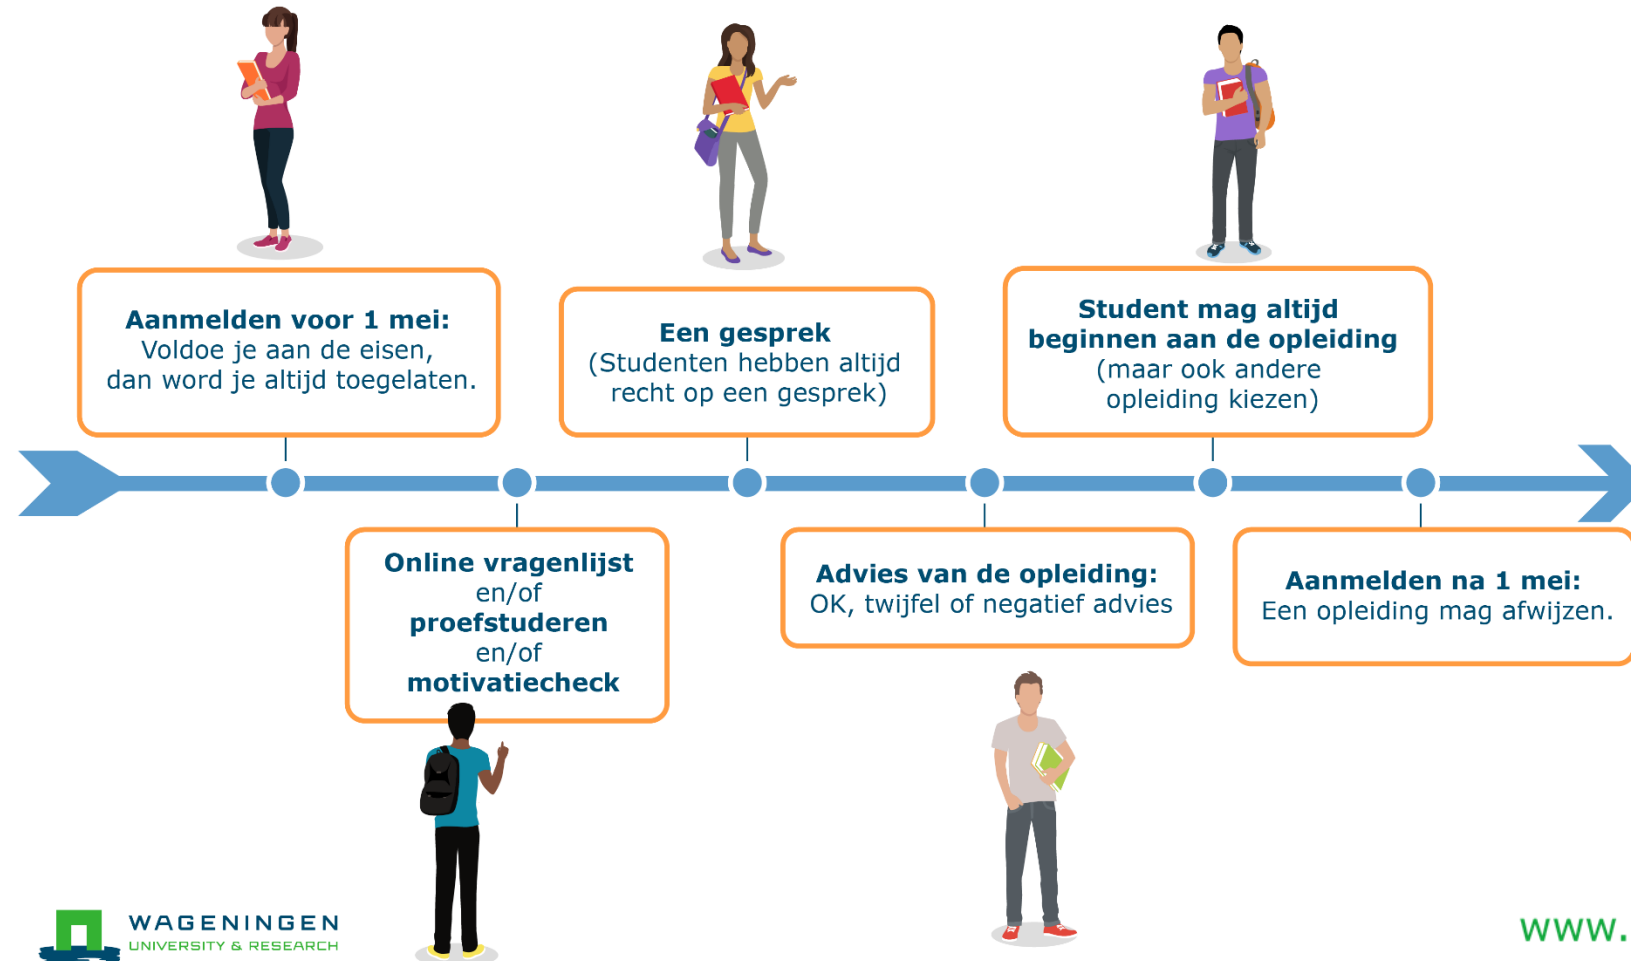 Aanmelden voor 1 mei:
Voldoe je aan de eisen,
dan word je altijd toegelaten.
Online vragenlijst
en/of
proefstuderen
en/of
motivatiecheck
Een gesprek
(Studenten hebben altijd
recht op een gesprek)
Advies van de opleiding:
OK, twijfel of negatief advies
Student mag altijd
beginnen aan de opleiding
(maar ook andere
opleiding kiezen)
Aanmelden na 1 mei:
Een opleiding mag afwijzen.
WAGENINGEN
UNIVERSITY & RESEARCH
www.